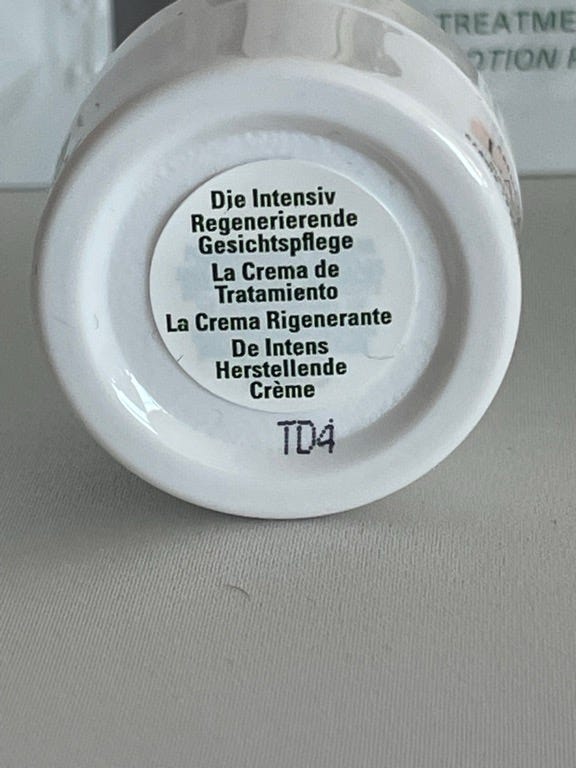 TREATME
OTION
Die Intensiv
Regenerierende
Gesichtspflege
La Crema de
Tratamiento
La Crema Rigenerante
De Intens
Herstellende
Crème
TD4